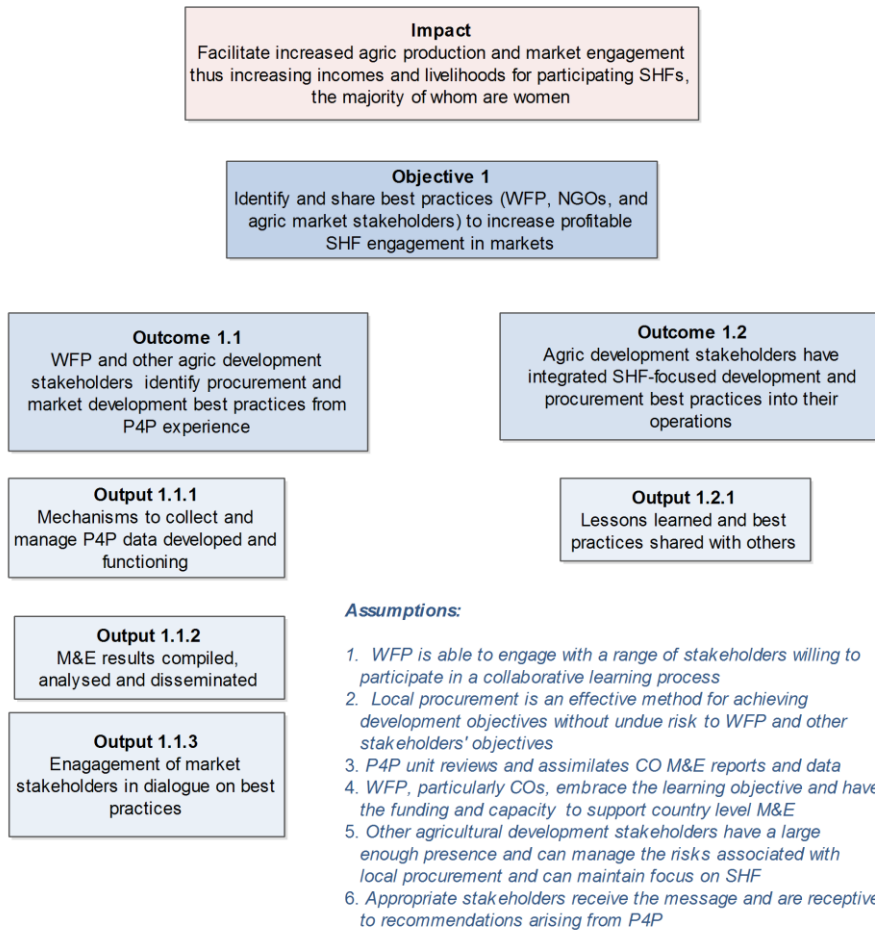 Impact
Facilitate increased agric production and market engagement
thus increasing incomes and livelihoods for participating SHFs,
the majority of whom are women
Objective 1
Identify and share best practices (WFP, NGOs, and
agric market stakeholders) to increase profitable
SHF engagement in markets
Outcome 1.1
WFP and other agric development
stakeholders identify procurement and
market development best practices from
P4P experience
Outcome 1.2
Agric development stakeholders have
integrated SHF-focused development and
procurement best practices into their
operations
Output 1.1.1
Mechanisms to collect and
manage P4P data developed and
functioning
Output 1.2.1
Lessons learned and best
practices shared with others
Output 1.1.2
M&E results compiled,
analysed and disseminated
Output 1.1.3
Enagagement of market
stakeholders in dialogue on best
practices
Assumptions:
1. WFP is able to engage with a range of stakeholders willing to
participate in a collaborative learning process
2. Local procurement is an effective method for achieving
development objectives without undue risk to WFP and other
stakeholders' objectives
3. P4P unit reviews and assimilates CO M&E reports and data
4. WFP, particularly COs, embrace the learning objective and have
the funding and capacity to support country level M&E
5. Other agricultural development stakeholders have a large
enough presence and can manage the risks associated with
local procurement and can maintain focus on SHF
6. Appropriate stakeholders receive the message and are receptive
to recommendations arising from P4P